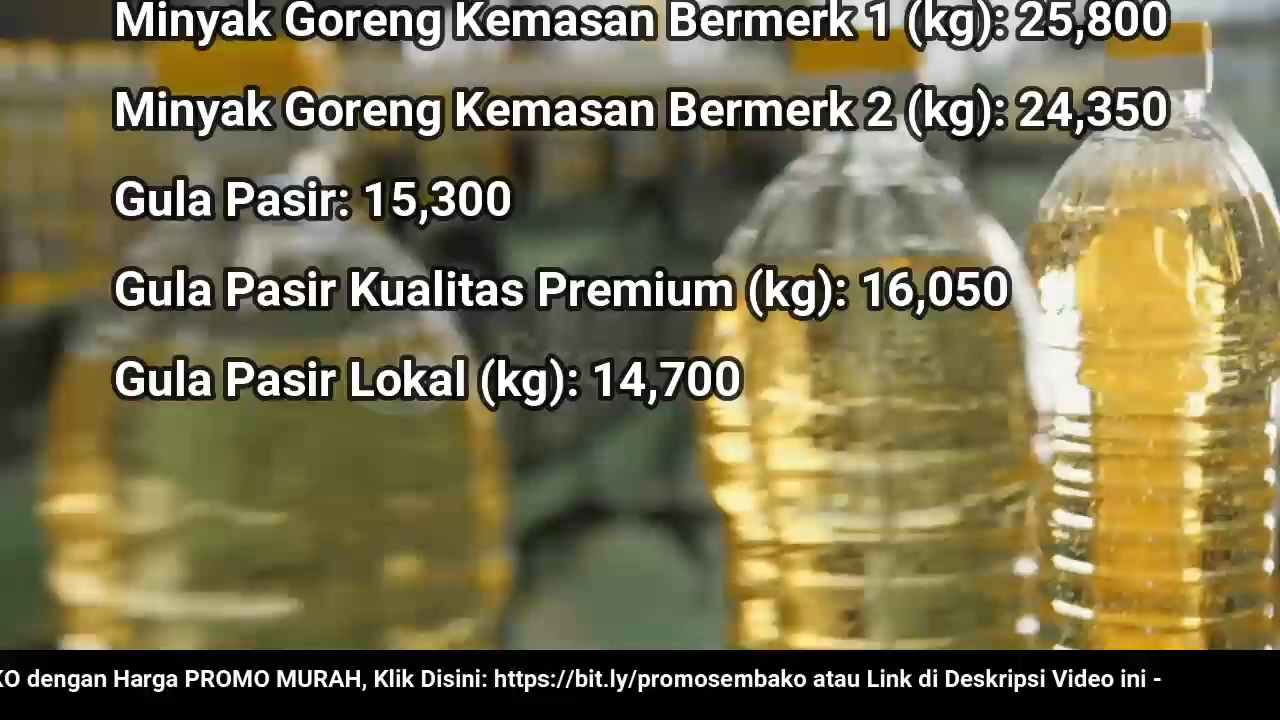 Minyak Goreng Kemasan Bermerk 1 (kg): 25,800
Minyak Goreng Kemasan Bermerk 2 (kg): 24,350
Gula Pasir: 15,300
Gula Pasir Kualitas Premium (kg): 16,050
Gula Pasir Lokal (kg): 14,700
dengan Harga PROMO MURAH, Klik Disini: https://bit.ly/promosembako atau Link di Deskripsi Video ini -